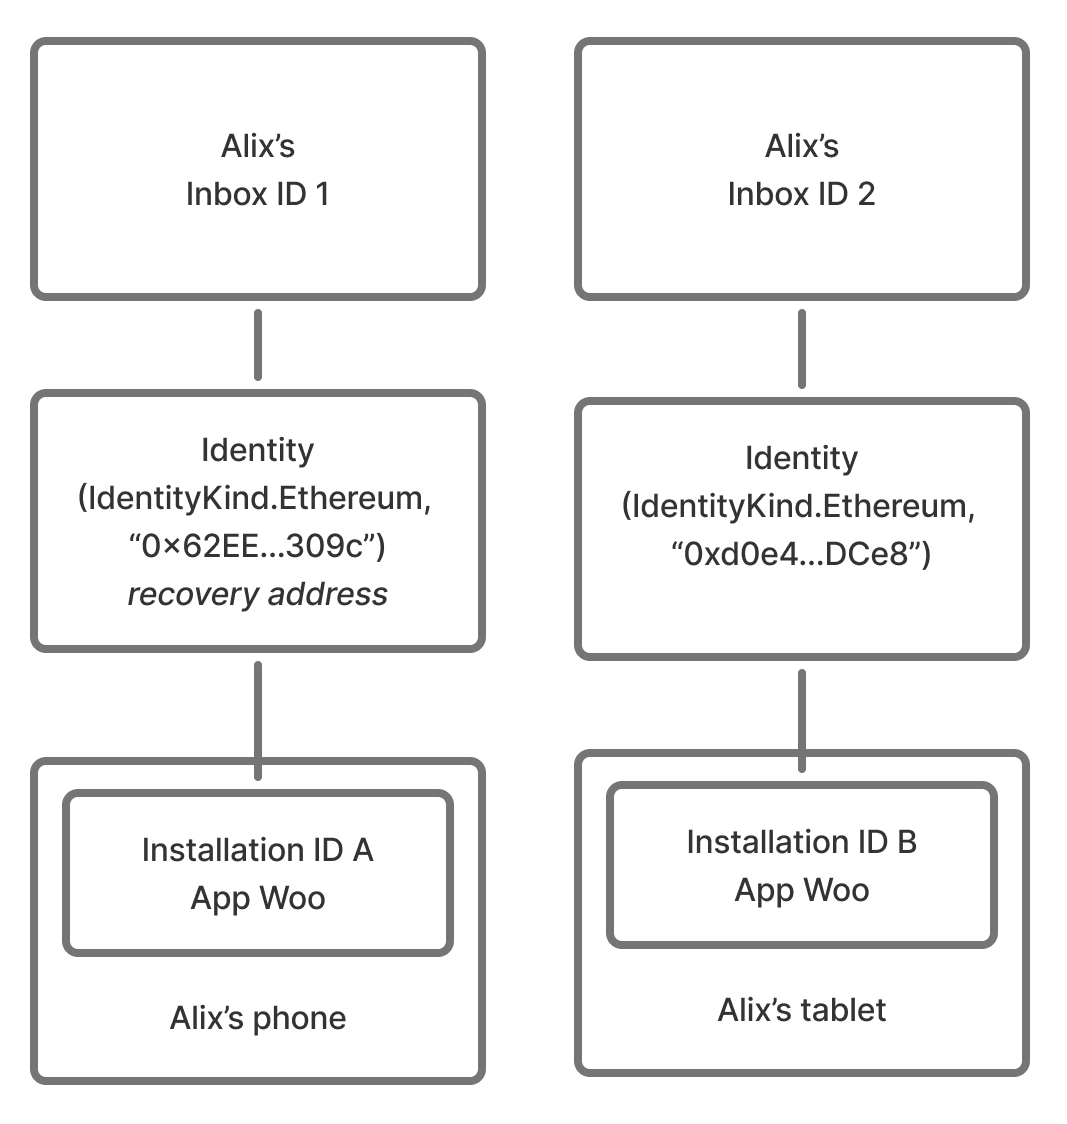 Alix’s
Inbox ID 1
Alix’s
Inbox ID 2
Identity
(IdentityKind.Ethereum,
“0×62EE...309c”)
recovery address
Identity
(IdentityKind.Ethereum,
“0xd0e4...DCe8”)
Installation ID A
App Woo
Alix’s phone
Installation ID B
App Woo
Alix’s tablet